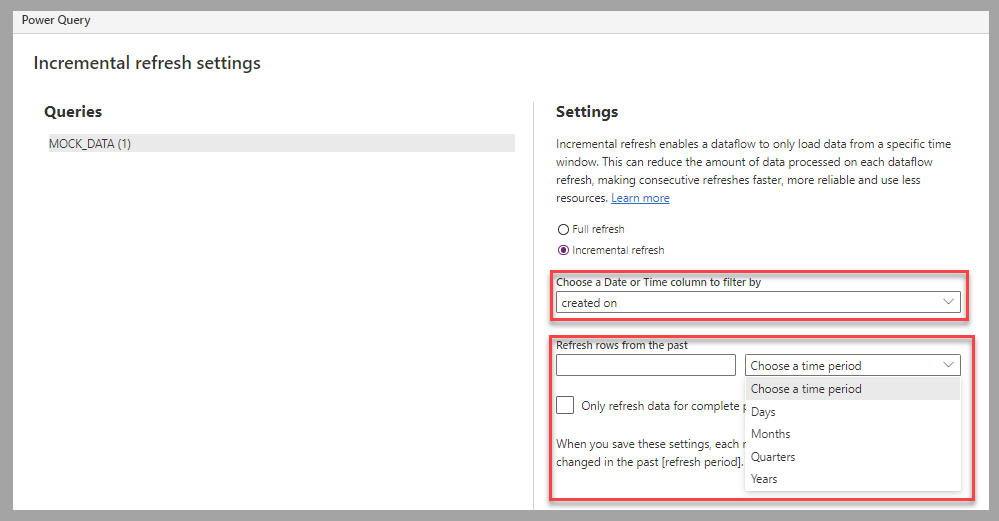 Power Query
Incremental refresh settings
Queries
MOCK_DATA (1)
Settings
Incremental refresh enables a dataflow to only load data from a specific time
window. This can reduce the amount of data processed on each dataflow
refresh, making consecutive refreshes faster, more reliable and use less
resources. Learn more
Full refresh
Incremental refresh
Choose a Date or Time column to filter by
created on
Refresh rows from the past
Choose a time period
Choose a time period
Days
Months
Quarters
Years
Only refresh data for complete
When you save these settings, each
changed in the past [refresh period].